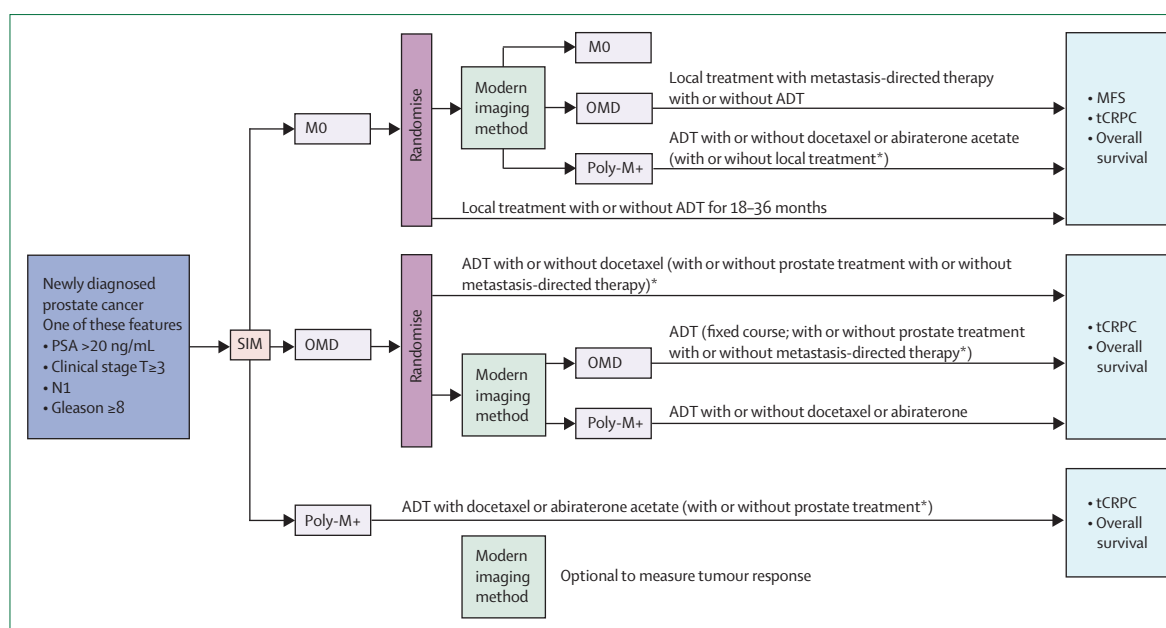 M0
Local treatment with metastasis-directed therapy
with or without ADT
Modern
imaging
method
OMD
M0
Randomise
ADT with or without docetaxel or abiraterone acetate
(with or wihout local treatment*)
Poly-M+
Local treatment with or without ADT for 18–36 months
• MFS
• tCRPC
• Overall
survival
Newly diagnosed
prostate cancer
One of these features
• PSA >20 ng/mL
• Clinical stage T≥3
• N1
• Gleason ≥8
SIM
OMD
Randomise
ADT with or without docetaxel (with or without prostate treatment with or without
metastasis-directed therapy)*
ADT (fixed course; with or without prostate treatment
with or without metastasis-directed therapy*)
OMD
Modern
imaging
method
ADT with or without docetaxel or abiraterone
Poly-M+
• tCRPC
• Overall
survival
Poly-M+
ADT with docetaxel or abiraterone acetate (with or without prostate treatment*)
• tCRPC
• Overall
survival
Modern
imaging
method
Optional to measure tumour response